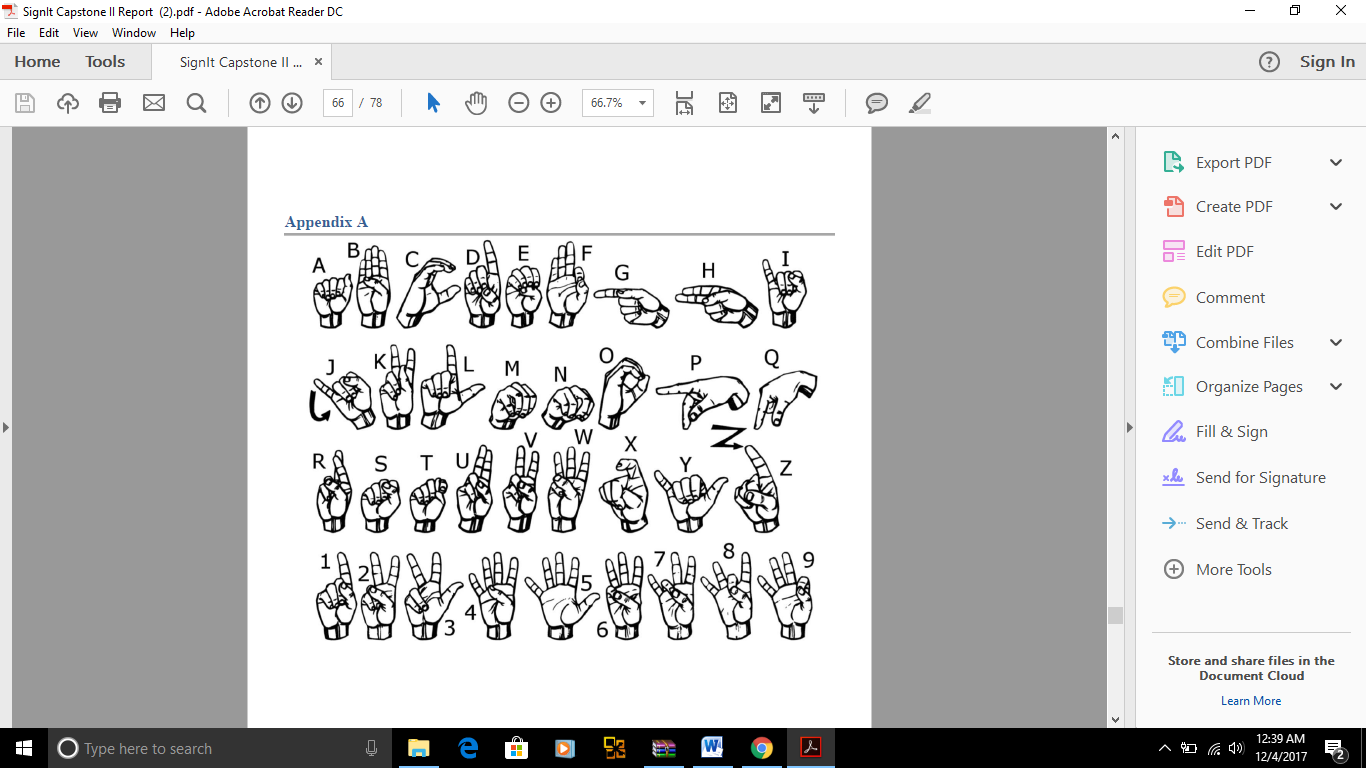 SignIt Capstone II Report (2).pdf - Adobe Acrobat Reader DC
File Edit View Window Help
Home Tools SignIt Capstone II ... × ? Sign In
66 / 78 66.7%
Appendix A
A B C D E F G H I
J K L M N O P Q
R S T U V W X Y Z
1 2 3 4 5 6 7 8 9
Export PDF
Create PDF
Edit PDF
Comment
Combine Files
Organize Pages
Fill & Sign
Send for Signature
Send & Track
More Tools
Store and share files in the
Document Cloud
Learn More
Type here to search
12:39 AM
12/4/2017
2